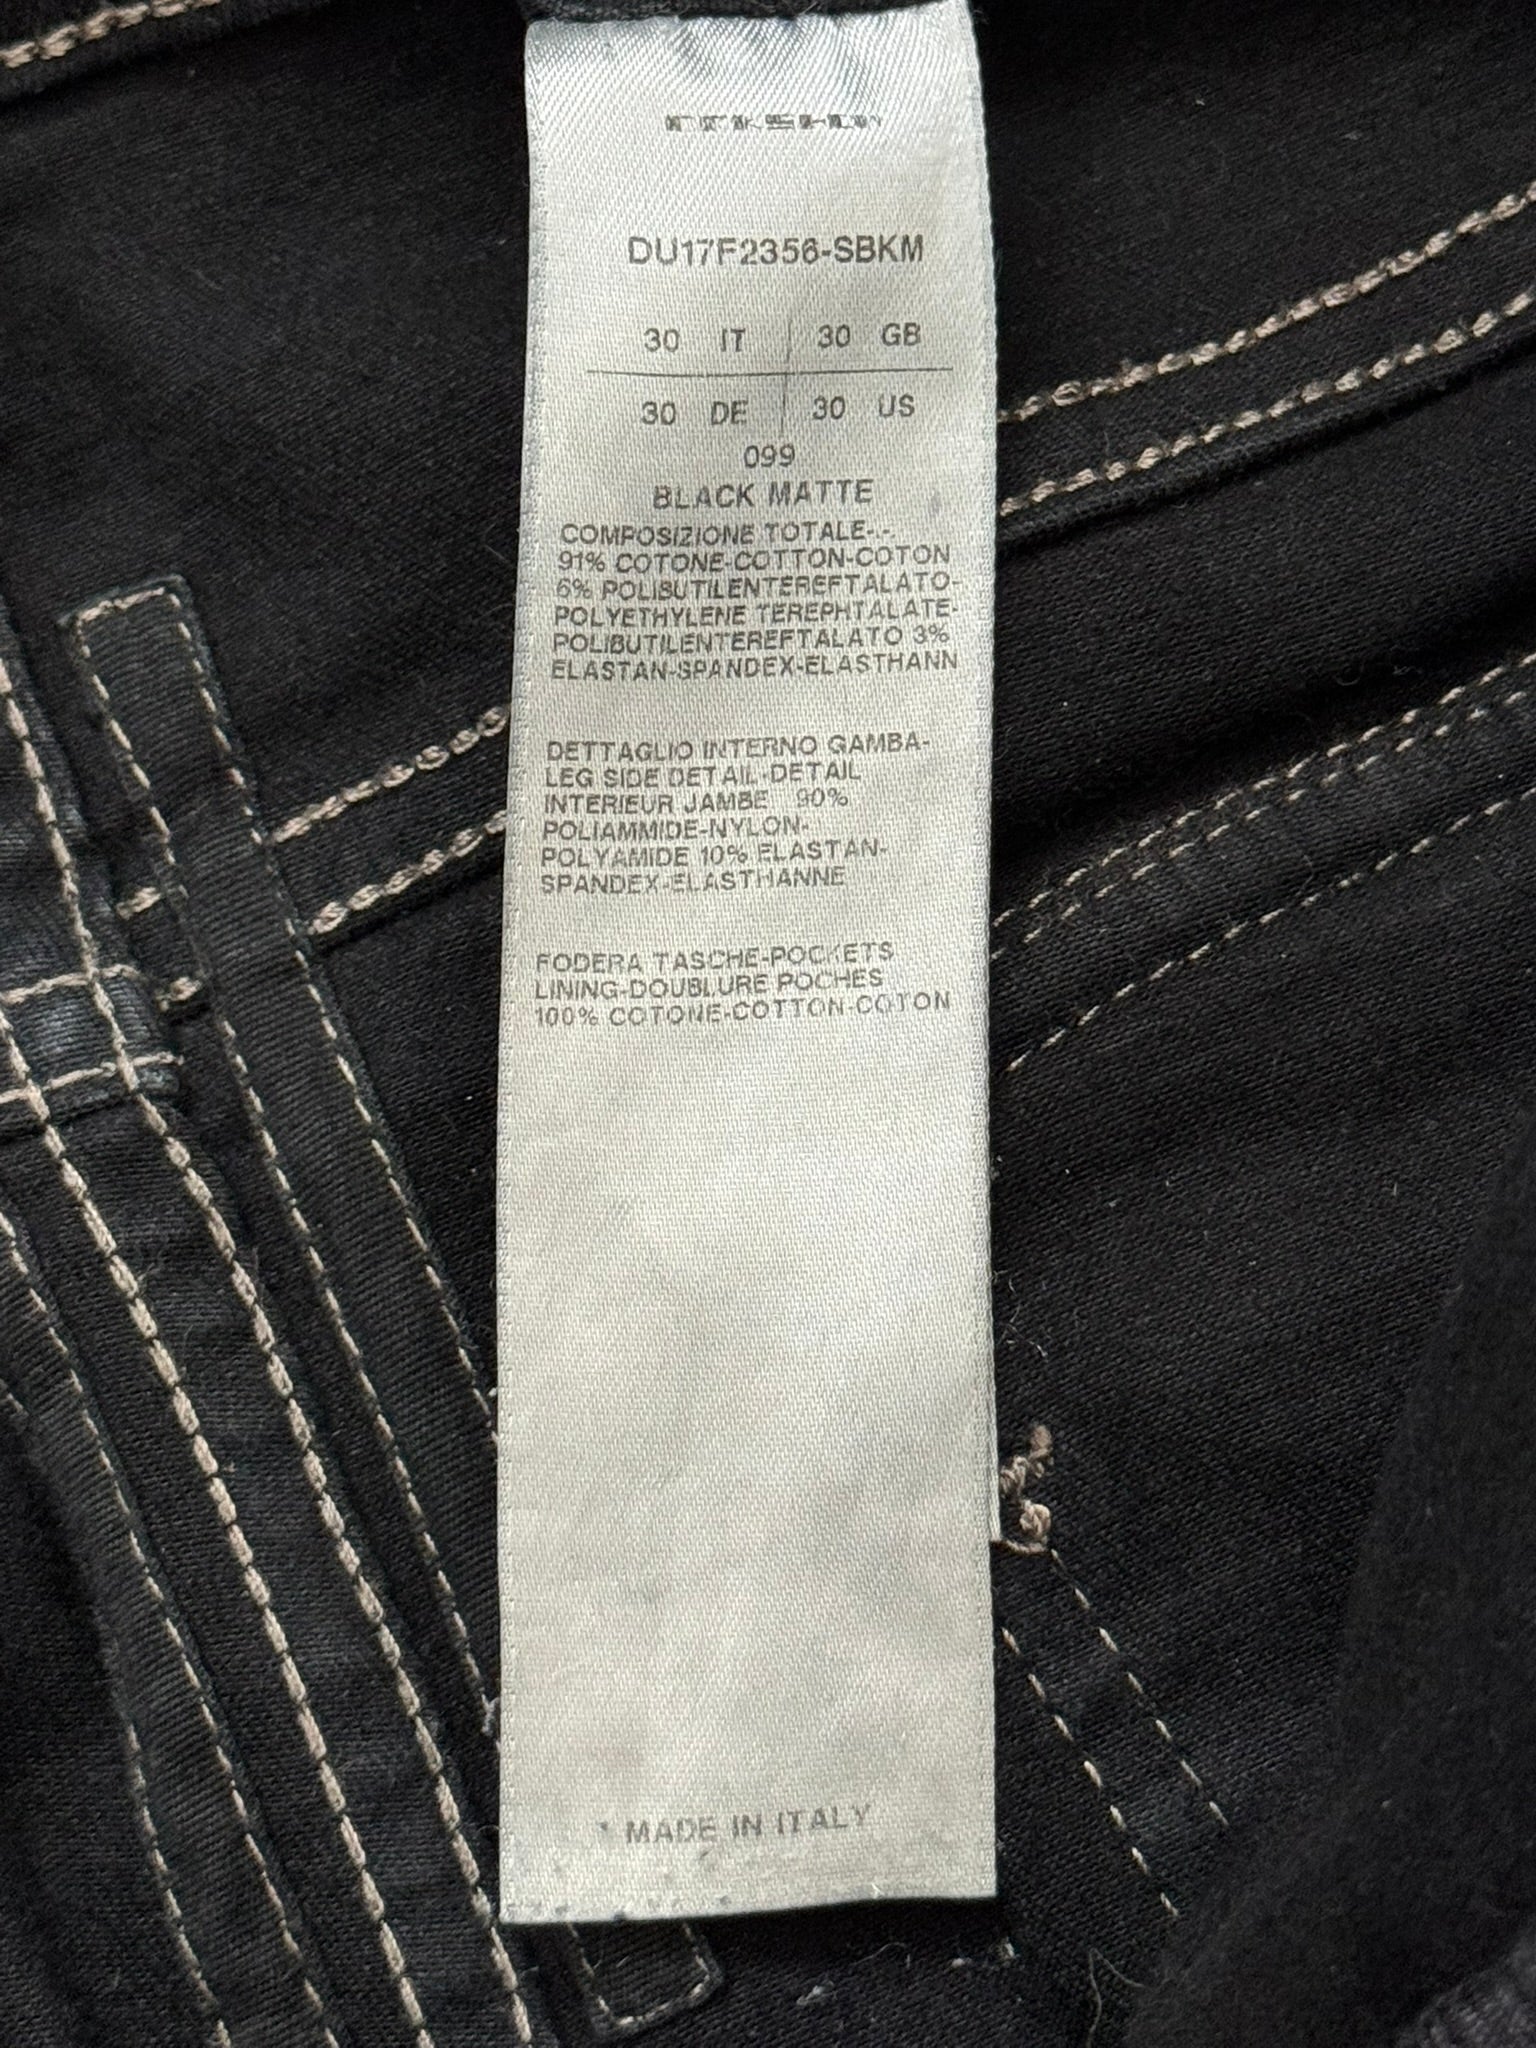 DU17F2356-SBKM
30 IT | 30 GB
30 DE | 30 US
099
BLACK MATTE
COMPOSIZIONE TOTALE-.-.
91% COTONE-COTTON-COTON
6% POLIBUTILENTEREFTALATO-
POLYETHYLENE TEREPHTALATE-
POLIBUTILENTEREFTALATO 3%
ELASTAN-SPANDEX-ELASTHANN
DETTAGLIO INTERNO GAMBA-
LEG SIDE DETAIL-DETAIL
INTERIEUR JAMBE 90%
POLIAMMIDE-NYLON-
POLYAMIDE 10% ELASTAN-
SPANDEX-ELASTHANNE
FODERA TASCHE-POCKETS
LINING-DOUBLURE POCHES
100% COTONE-COTTON-COTON
MADE IN ITALY